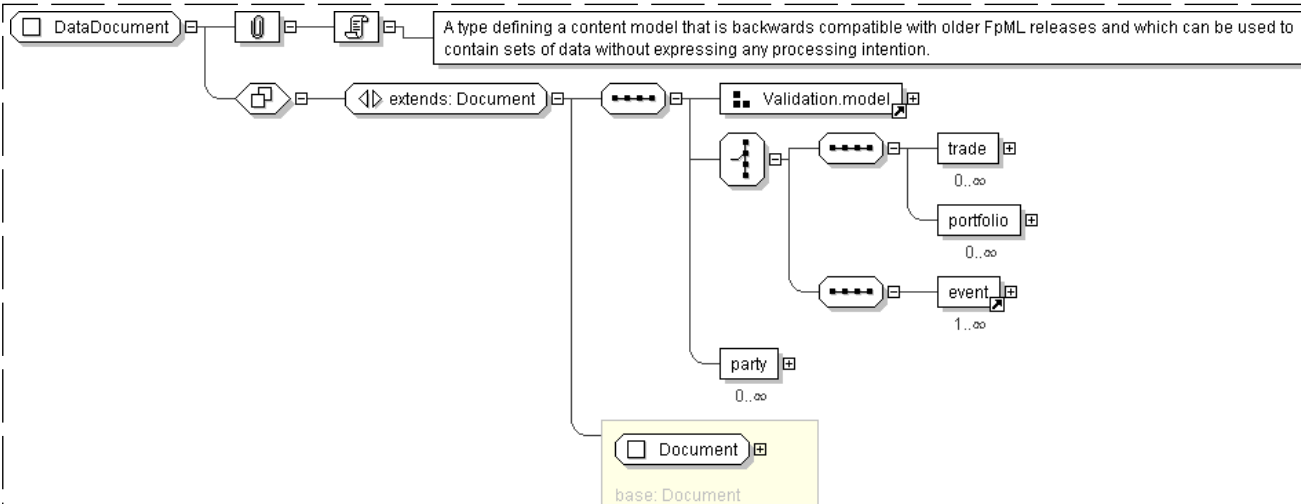 DataDocument
A type defining a content model that is backwards compatible with older FpML releases and which can be used to
contain sets of data without expressing any processing intention.
extends: Document
Validation.model
trade
0..∞
portfolio
0..∞
event
1..∞
party
0..∞
Document
base: Document